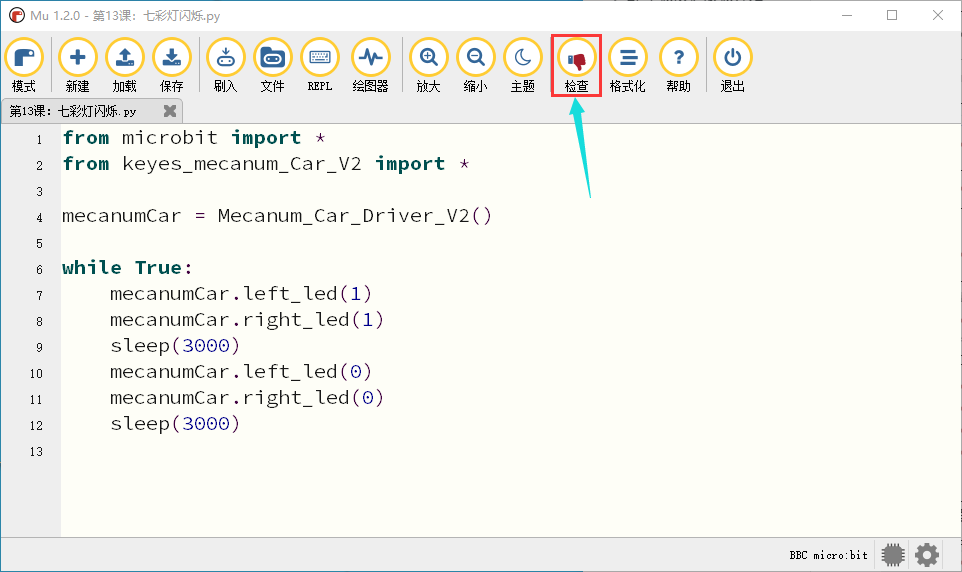 Mu 1.2.0 - 第13课：七彩灯闪烁.py
模式 新建 加载 保存 刷入 文件 REPL 绘图器 放大 缩小 主题 检查 格式化 帮助 退出
第13课：七彩灯闪烁.py
1 from microbit import *
2 from keyes_mecanum_Car_V2 import *
3
4 mecanumCar = Mecanum_Car_Driver_V2()
5
6 while True:
7     mecanumCar.left_led(1)
8     mecanumCar.right_led(1)
9     sleep(3000)
10     mecanumCar.left_led(0)
11     mecanumCar.right_led(0)
12     sleep(3000)
13
BBC micro:bit